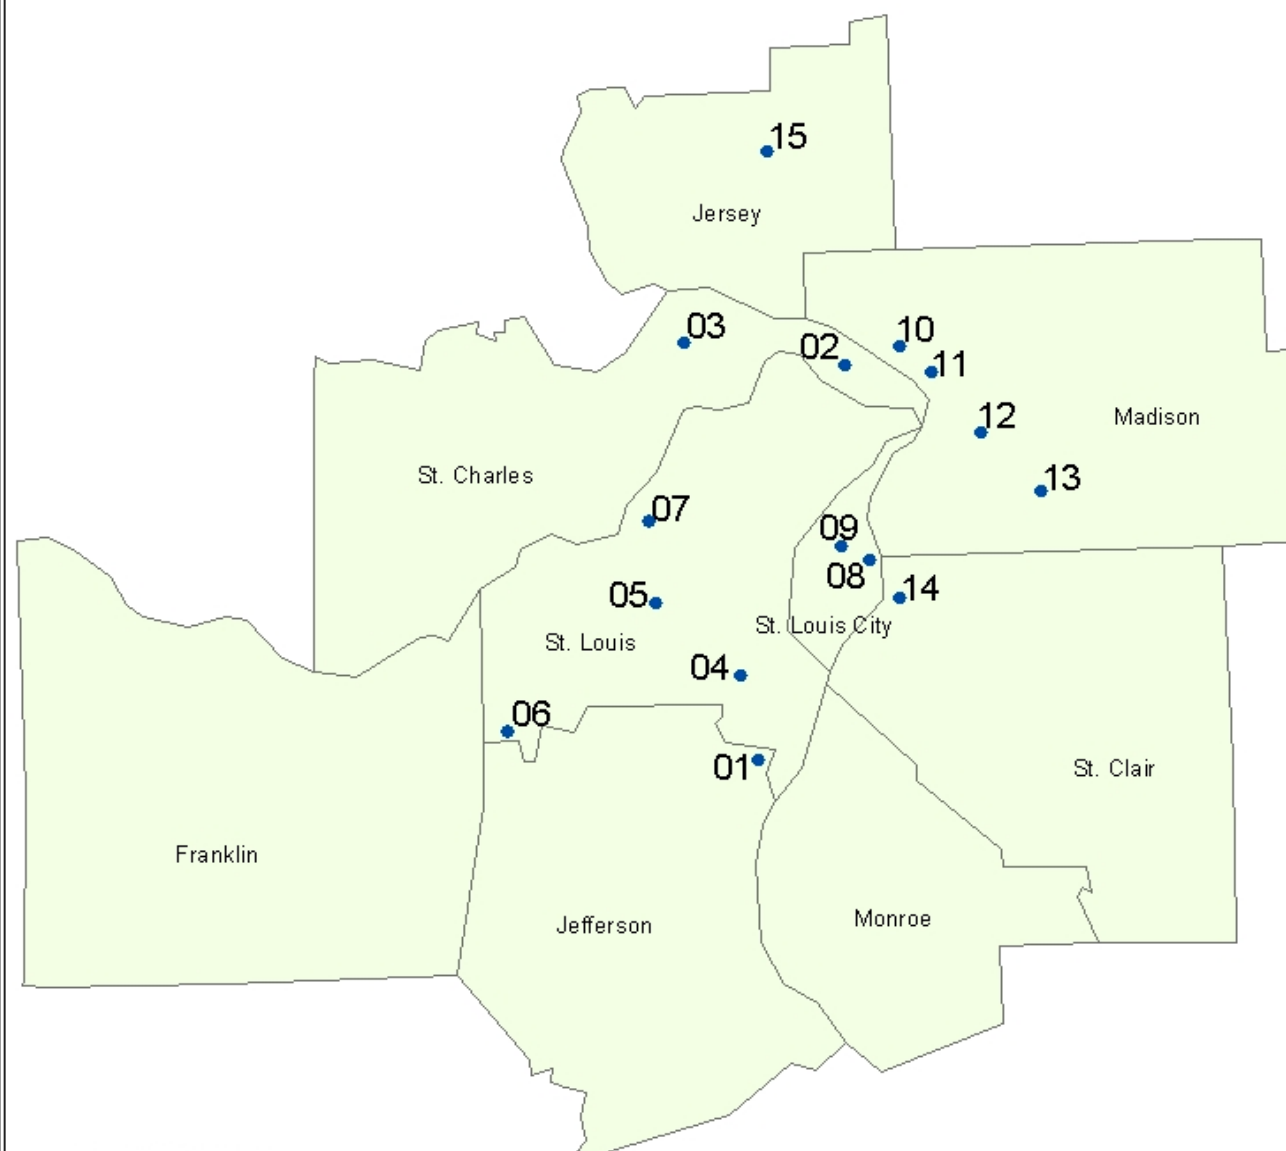 15
Jersey
03
02
10
11
12
Madison
St. Charles
07
09
13
08
05
14
St. Louis
St. Louis City
04
06
01
St. Clair
Franklin
Jefferson
Monroe